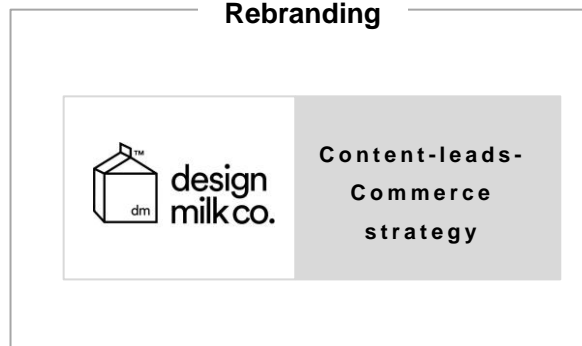 Rebranding
TM
dm
design
milk co.
Content-leads-
Commerce
strategy